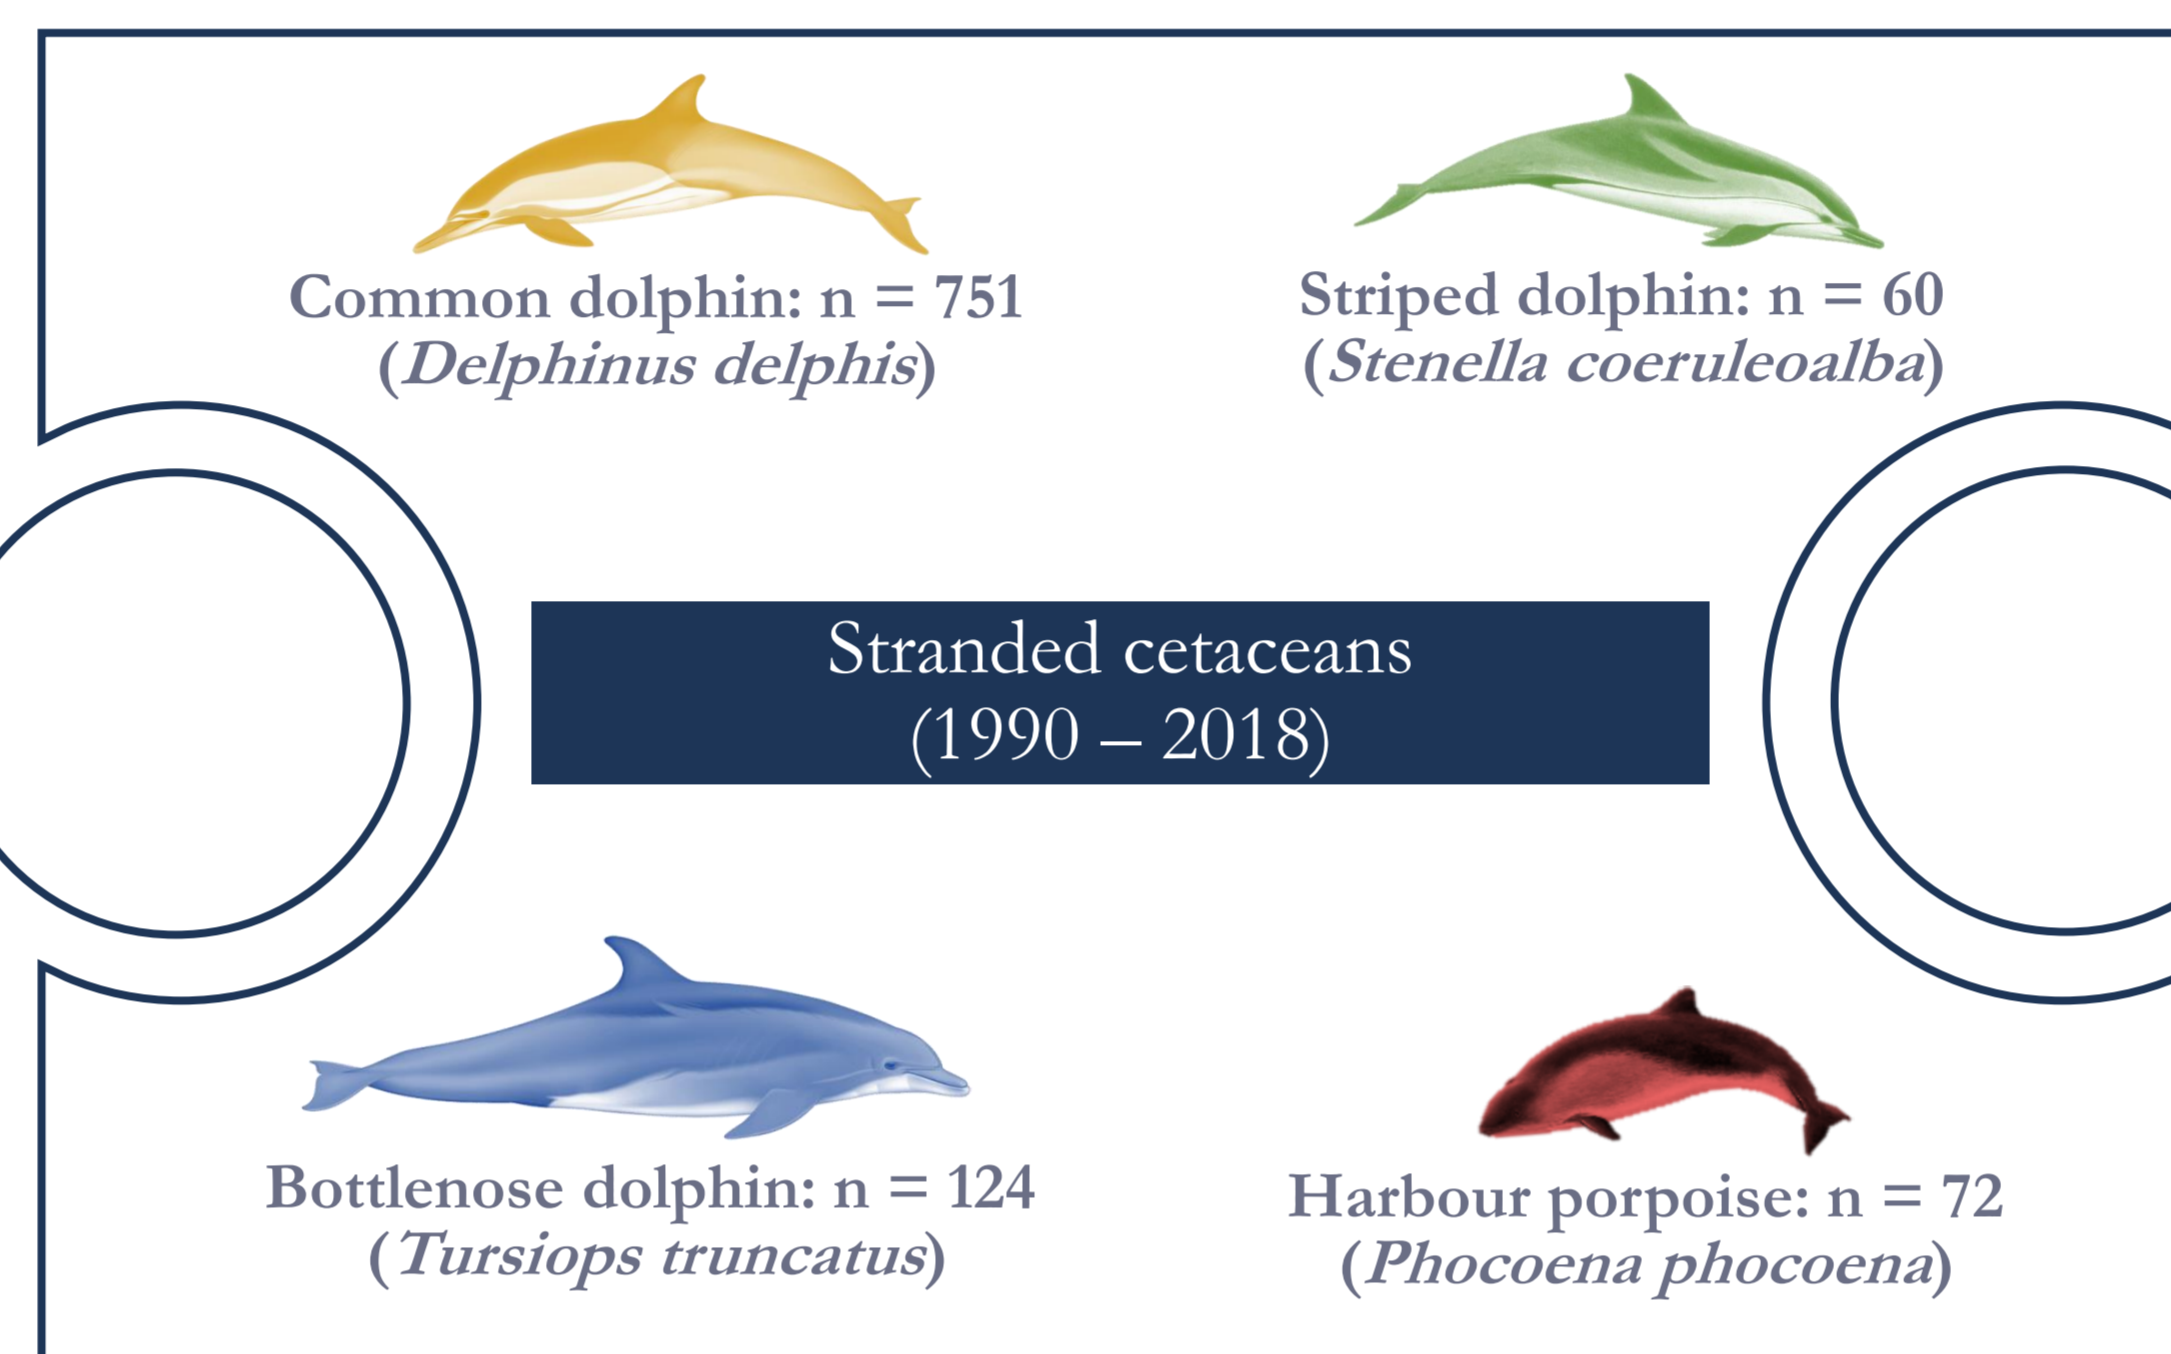 Common dolphin: n = 751
(Delphinus delphis)
Striped dolphin: n = 60
(Stenella coeruleoalba)
Stranded cetaceans
(1990 – 2018)
Bottlenose dolphin: n = 124
(Tursiops truncatus)
Harbour porpoise: n = 72
(Phocoena phocoena)